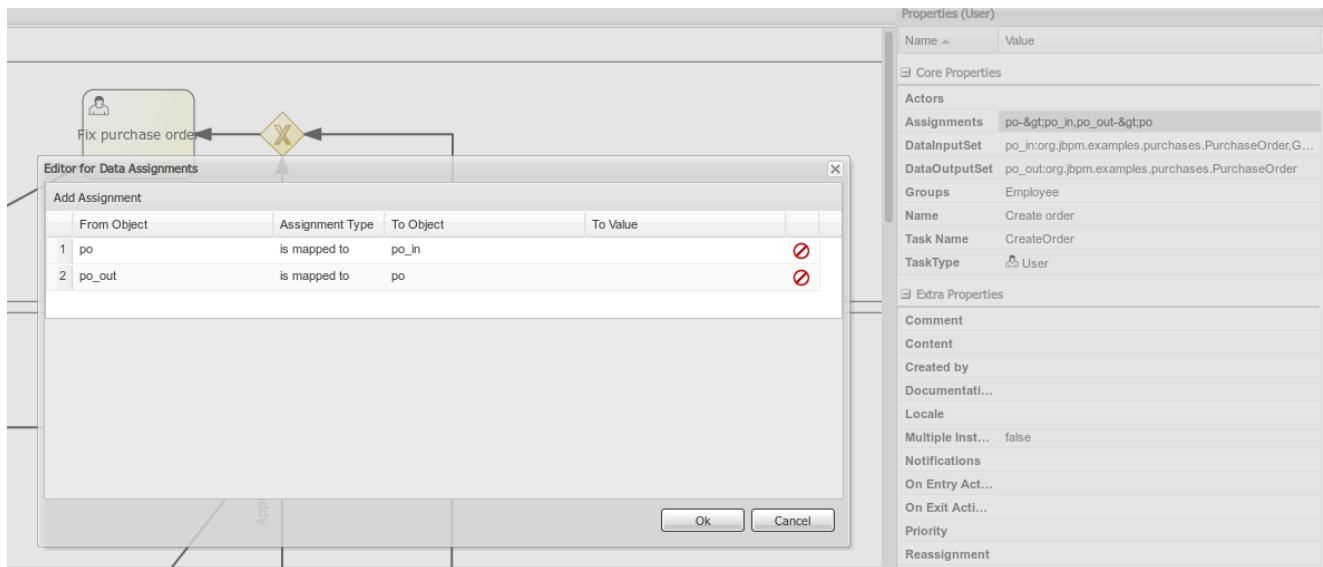 Properties (User)
Name Value
Core Properties
Actors
Assignments po-&gt;po_in,po_out-&gt;po
DataInputSet po_in:org.jbpm.examples.purchases.PurchaseOrder,G...
DataOutputSet po_out:org.jbpm.examples.purchases.PurchaseOrder
Groups Employee
Name Create order
Task Name CreateOrder
TaskType User
Extra Properties
Comment
Content
Created by
Documentati...
Locale
Multiple Inst... false
Notifications
On Entry Act...
On Exit Acti...
Priority
Reassignment
Fix purchase order
X
Editor for Data Assignments
Add Assignment
From Object Assignment Type To Object To Value
1 po is mapped to po_in
2 po_out is mapped to po
Ok Cancel